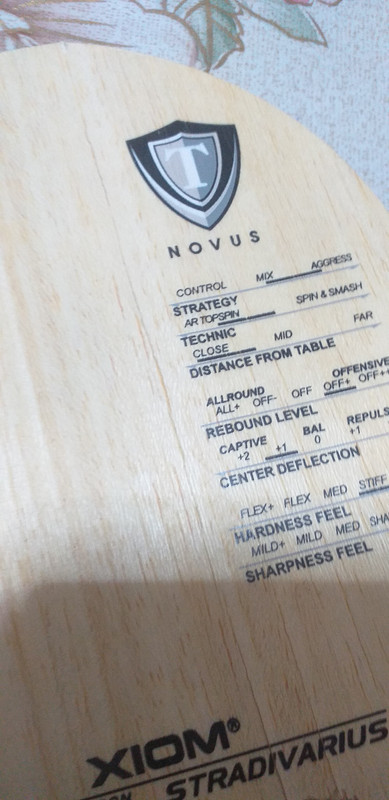 T
NOVUS
CONTROL MIX AGGRESS
STRATEGY
AR TOPSPIN SPIN & SMASH
TECHNIC
CLOSE MID FAR
DISTANCE FROM TABLE
ALLROUND OFFENSIVE
ALL+ OFF- OFF OFF+ OFF++
REBOUND LEVEL
CAPTIVE BAL REPULS
+2 +1 0 +1
CENTER DEFLECTION
FLEX+ FLEX MED STIFF
HARDNESS FEEL
MILD+ MILD MED SHA
SHARPNESS FEEL
XIOM®
ON STRADIVARIUS